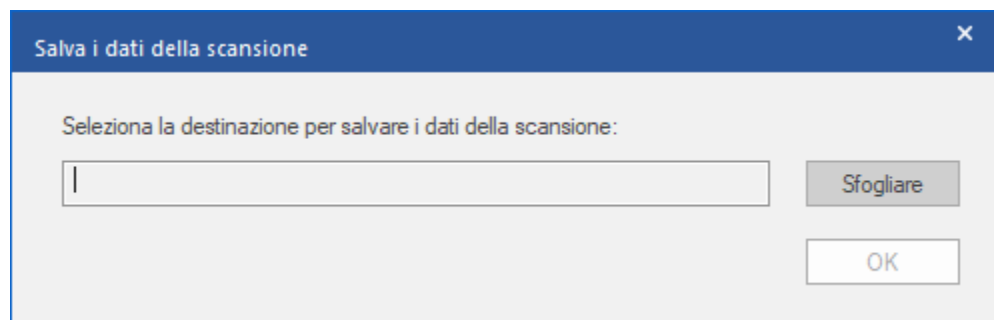 Salva i dati della scansione
Seleziona la destinazione per salvare i dati della scansione:
Sfogliare
OK